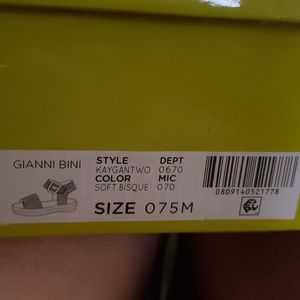 GIANNI BINI
STYLE DEPT
KAYGANTWO 0670
COLOR MIC
SOFT BISQUE 070
SIZE 075M
0809140521778